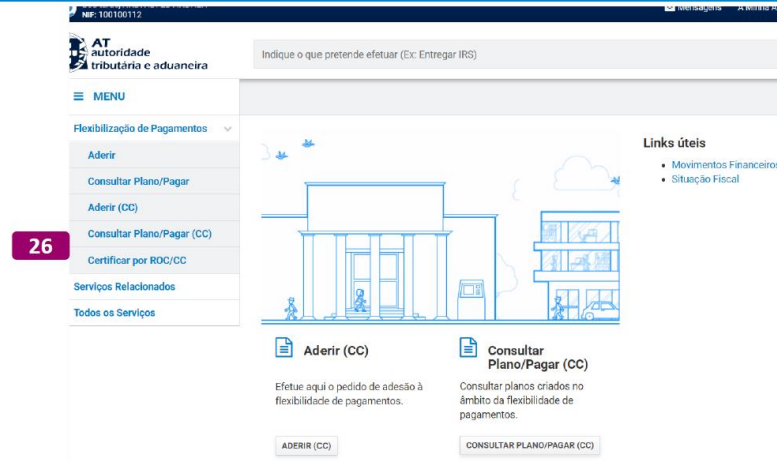 NIF: 100100112
Mensagens A Minha
AT
autoridade
tributária e aduaneira
Indique o que pretende efetuar (Ex: Entregar IRS)
MENU
Flexibilização de Pagamentos
Aderir
Consultar Plano/Pagar
Aderir (CC)
Consultar Plano/Pagar (CC)
26
Certificar por ROC/CC
Serviços Relacionados
Todos os Serviços
Links úteis
Movimentos Financeiros
Situação Fiscal
Aderir (CC)
Efetue aqui o pedido de adesão à
flexibilidade de pagamentos.
ADERIR (CC)
Consultar
Plano/Pagar (CC)
Consultar planos criados no
âmbito da flexibilidade de
pagamentos.
CONSULTAR PLANO/PAGAR (CC)